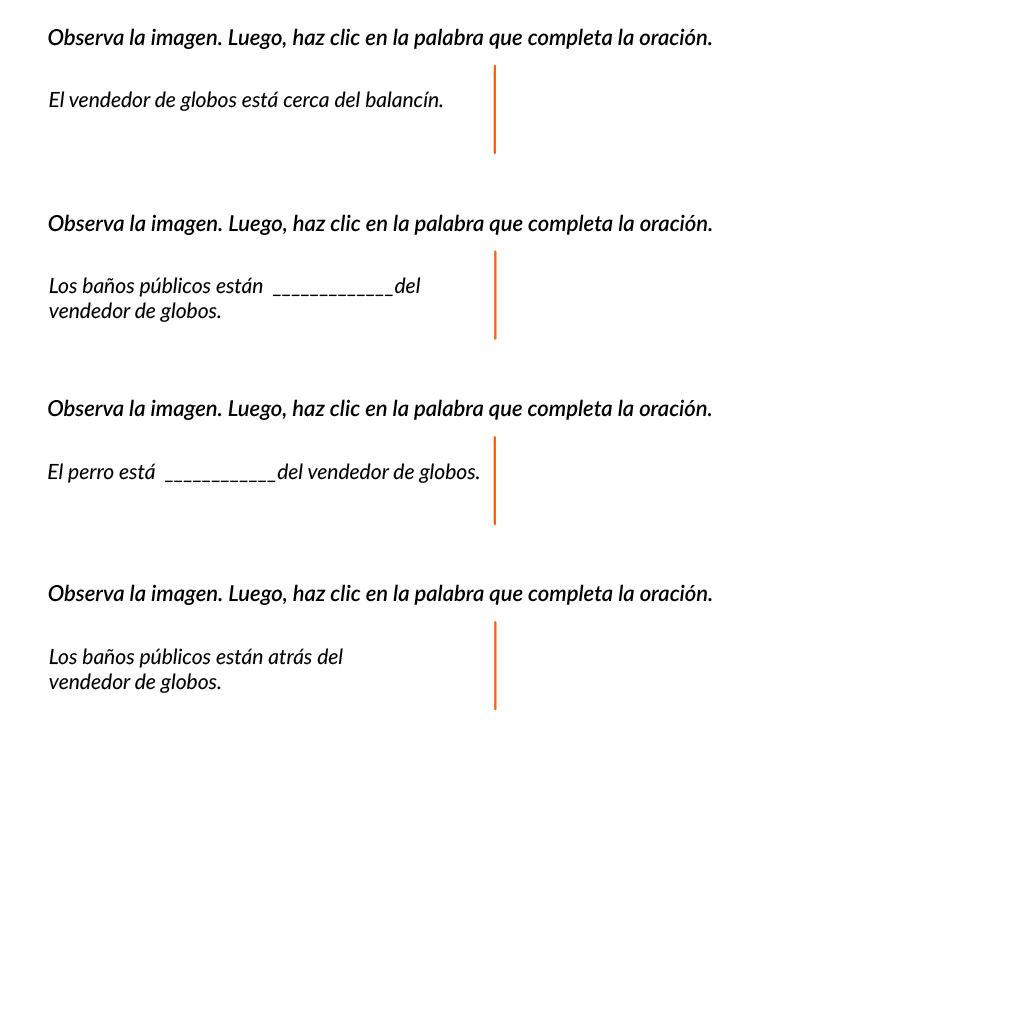 Observa la imagen. Luego, haz clic en la palabra que completa la oración.
El vendedor de globos está cerca del balancín.
Observa la imagen. Luego, haz clic en la palabra que completa la oración.
Los baños públicos están _____________del
vendedor de globos.
Observa la imagen. Luego, haz clic en la palabra que completa la oración.
El perro está ____________del vendedor de globos.
Observa la imagen. Luego, haz clic en la palabra que completa la oración.
Los baños públicos están atrás del
vendedor de globos.